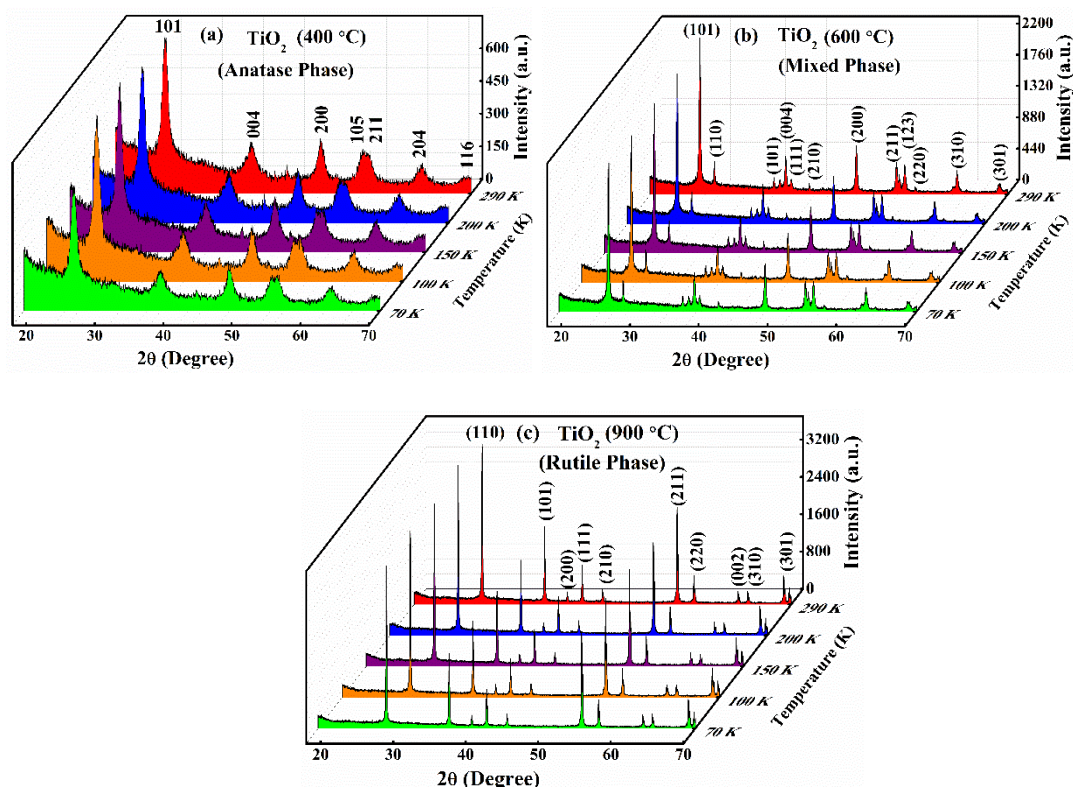 (a) TiO2 (400 °C)
(Anatase Phase)
101
004
200
105
211
204
116
600
450
300
150
0
Intensity (a.u.)
290 K
200 K
150 K
100 K
70 K
Temperature (K)
20 30 40 50 60 70
2θ (Degree)
(b) TiO2 (600 °C)
(Mixed Phase)
(101)
(110)
(101)
(004)
(111)
(210)
(200)
(211)
(123)
(220)
(310)
(301)
2200
1760
1320
880
440
0
Intensity (a.u.)
290 K
200 K
150 K
100 K
70 K
Temperature (K)
20 30 40 50 60 70
2θ (Degree)
(c) TiO2 (900 °C)
(Rutile Phase)
(110)
(101)
(200)
(111)
(210)
(211)
(220)
(002)
(310)
(301)
3200
2400
1600
800
0
Intensity (a.u.)
290 K
200 K
150 K
100 K
70 K
Temperature (K)
20 30 40 50 60 70
2θ (Degree)